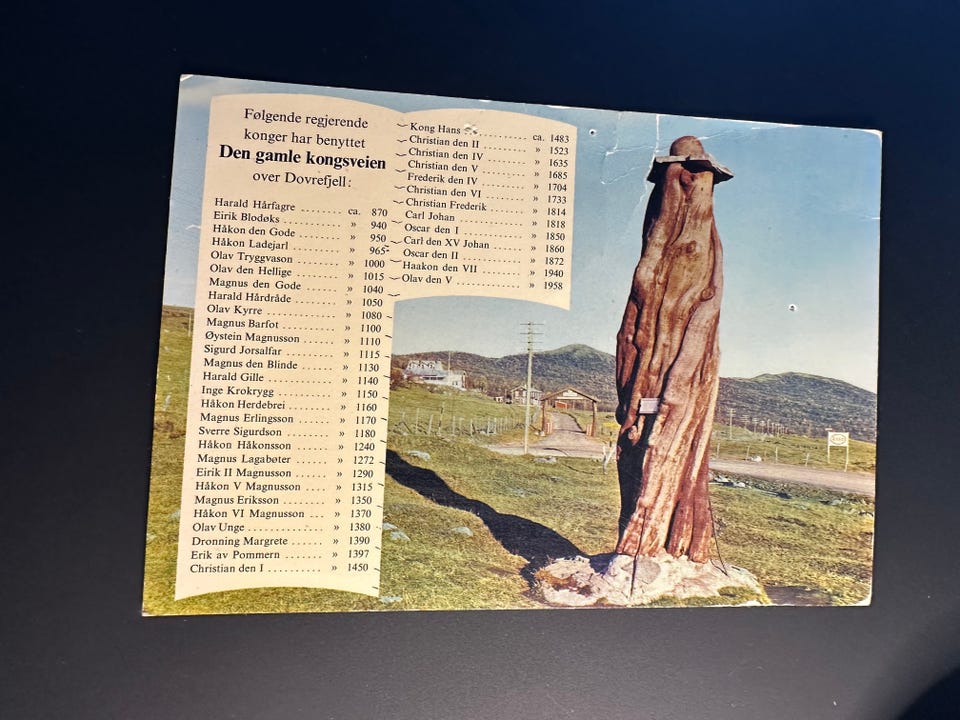 Følgende regjerende
konger har benyttet
Den gamle kongsveien
over Dovrefjell:
Harald Hårfagre ........ ca. 870
Eirik Blodøks .......... » 940
Håkon den Gode ........ » 950
Håkon Ladejarl ......... » 965
Olav Tryggvason ........ » 1000
Olav den Hellige ........ » 1015
Magnus den Gode ....... » 1040
Harald Hårdråde ........ » 1050
Olav Kyrre ............. » 1080
Magnus Barfot .......... » 1100
Øystein Magnusson ..... » 1110
Sigurd Jorsalfar ......... » 1115
Magnus den Blinde ...... » 1130
Harald Gille ............ » 1140
Inge Krokrygg .......... » 1150
Håkon Herdebrei ........ » 1160
Magnus Erlingsson ...... » 1170
Sverre Sigurdson ........ » 1180
Håkon Håkonsson ...... » 1240
Magnus Lagabøter ...... » 1272
Eirik II Magnusson ..... » 1290
Håkon V Magnusson .... » 1315
Magnus Eriksson ........ » 1350
Håkon VI Magnusson ... » 1370
Olav Unge ............. » 1380
Dronning Margrete ...... » 1390
Erik av Pommern ....... » 1397
Christian den I .......... » 1450
Kong Hans ............ ca. 1483
Christian den II ......... » 1523
Christian den IV ........ » 1635
Christian den V ......... » 1685
Frederik den IV ......... » 1704
Christian den VI ........ » 1733
Christian Frederik ....... » 1814
Carl Johan ............. » 1818
Oscar den I ............ » 1850
Carl den XV Johan ...... » 1860
Oscar den II ............ » 1872
Haakon den VII ........ » 1940
Olav den V ............. » 1958